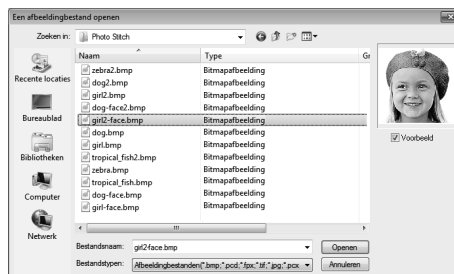 Een afbeeldingbestand openen
Zoeken in: Photo Stitch
Naam Type Gr
zebra2.bmp Bitmapafbeelding
dog2.bmp Bitmapafbeelding
girl2.bmp Bitmapafbeelding
dog-face2.bmp Bitmapafbeelding
girl2-face.bmp Bitmapafbeelding
dog.bmp Bitmapafbeelding
girl.bmp Bitmapafbeelding
tropical_fish2.bmp Bitmapafbeelding
zebra.bmp Bitmapafbeelding
tropical_fish.bmp Bitmapafbeelding
dog-face.bmp Bitmapafbeelding
girl-face.bmp Bitmapafbeelding
Recente locaties
Bureaublad
Bibliotheken
Computer
Netwerk
Voorbeeld
Bestandsnaam: girl2-face.bmp Openen
Bestandstypen: Afbeeldingbestanden(*.bmp;*.pcd;*.fpx;*.tif;*.jpg;*.pcx Annuleren